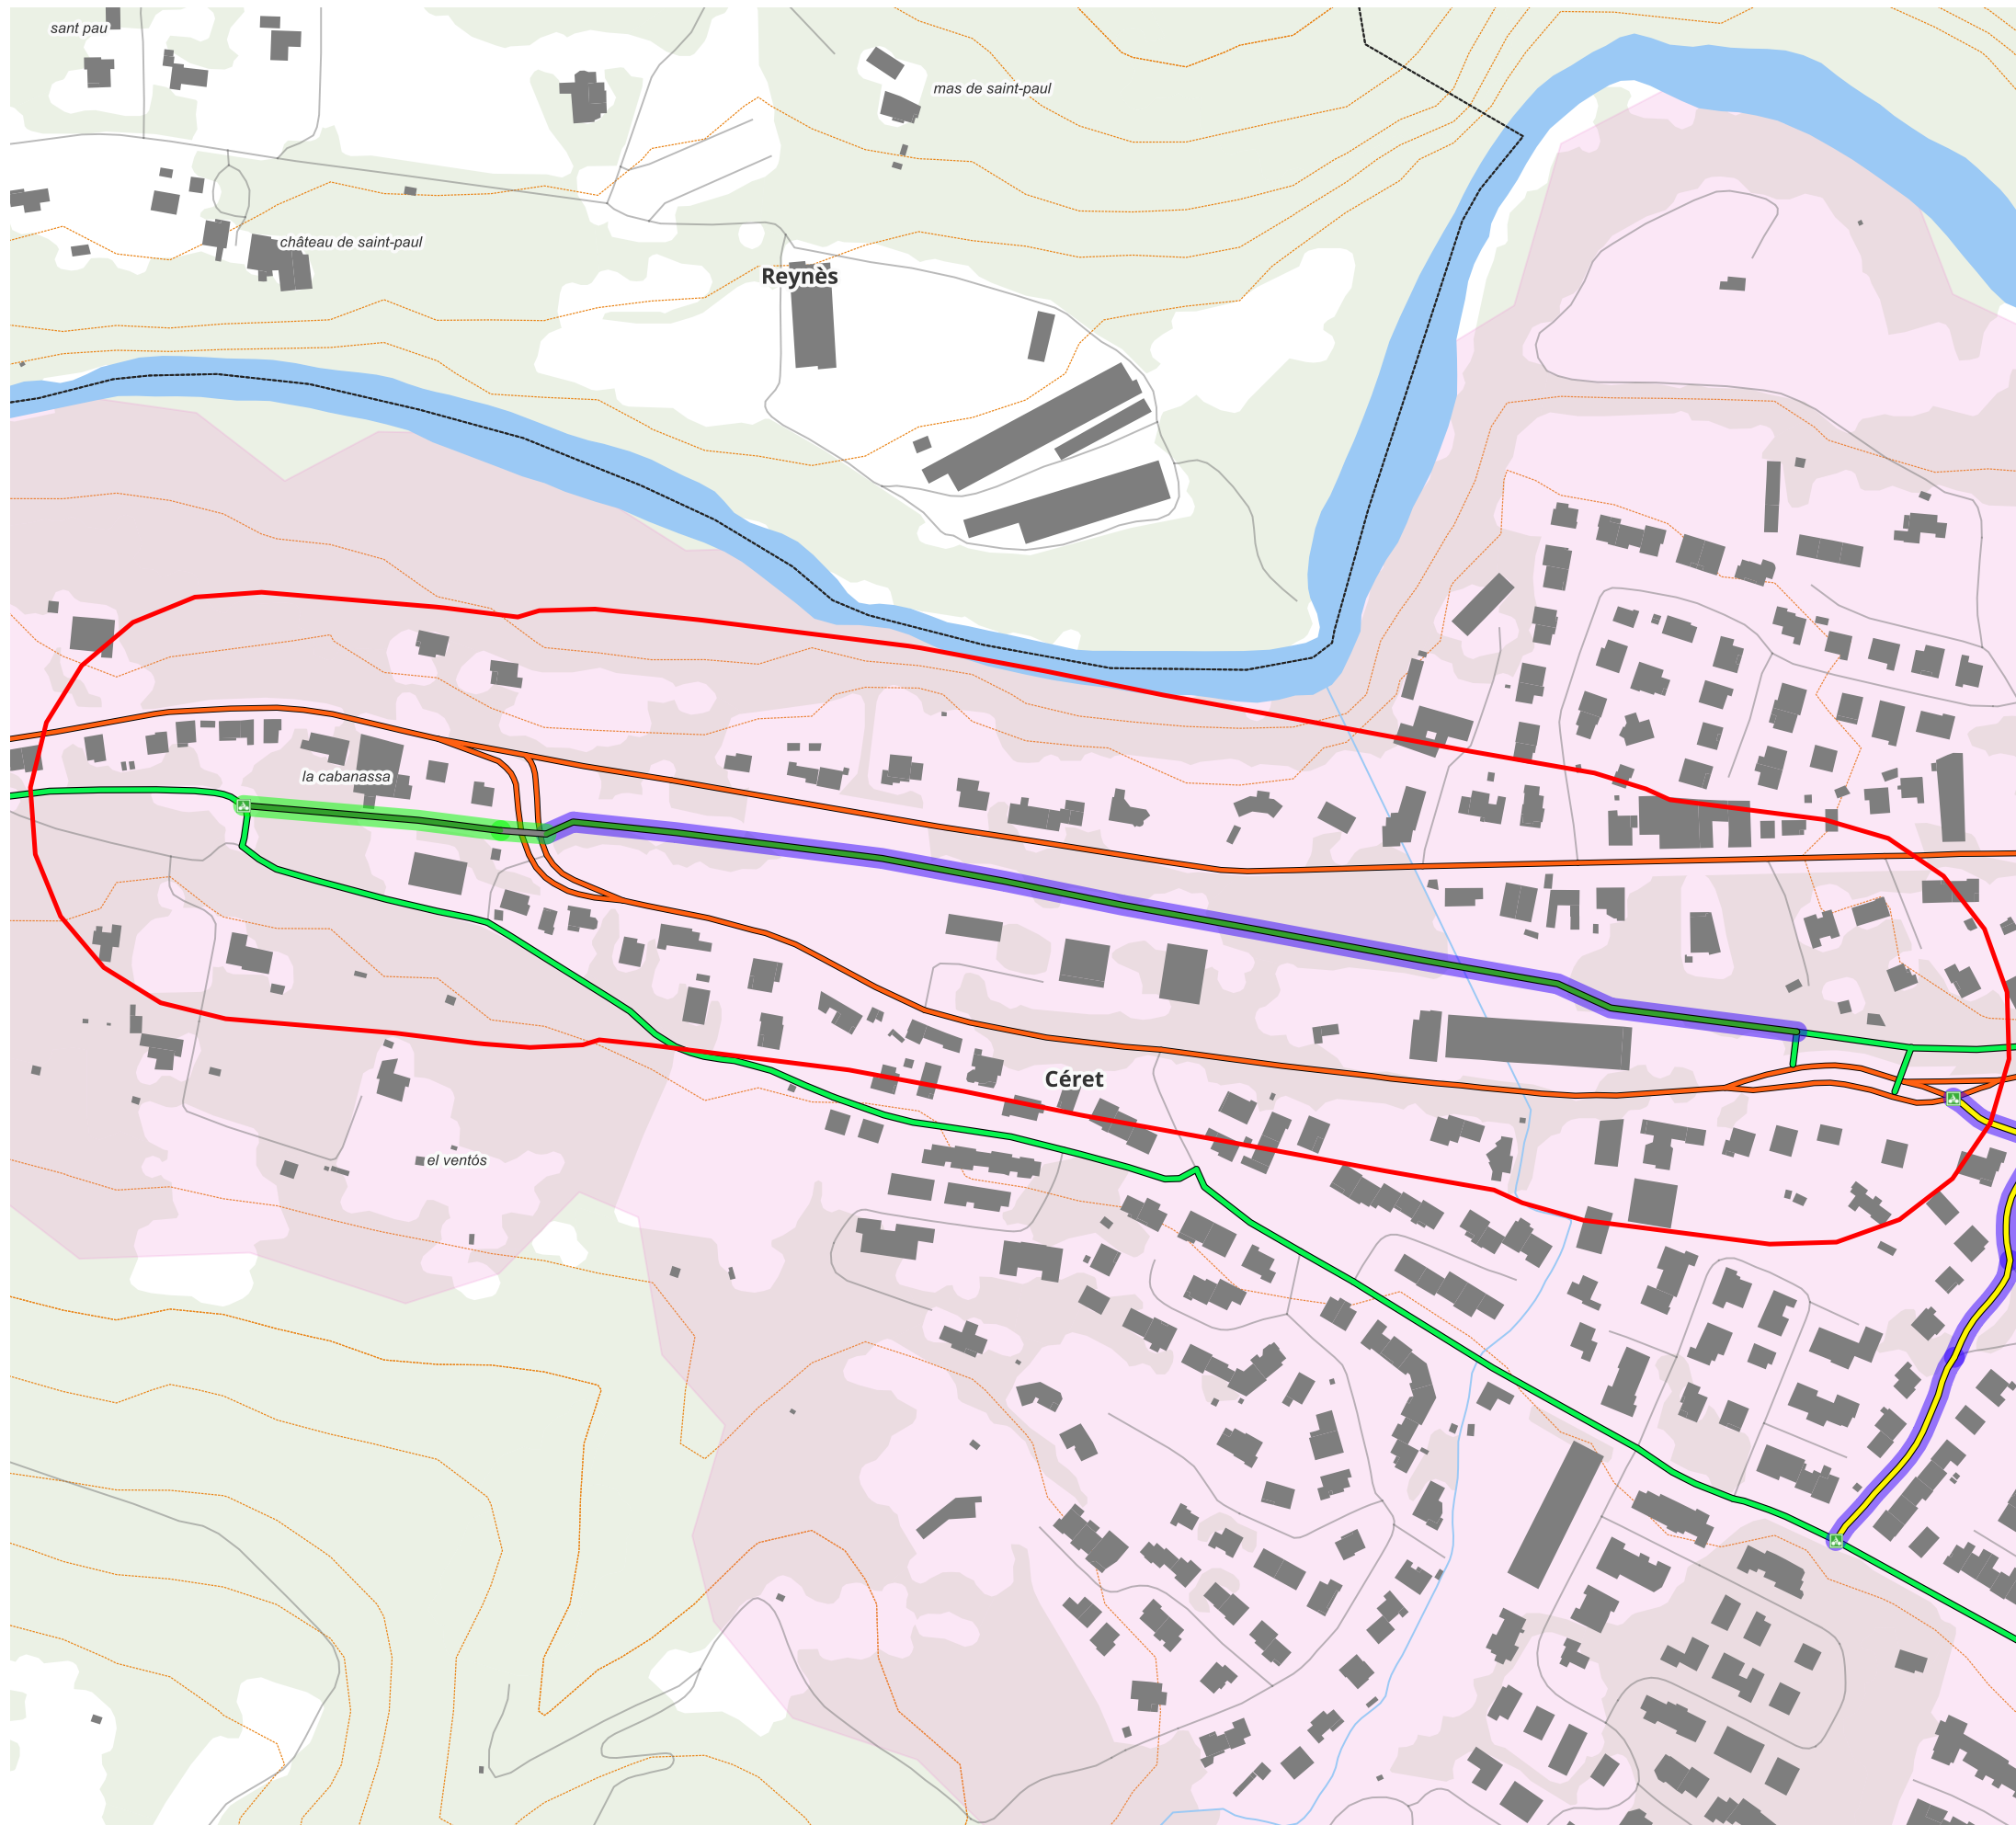 sant pau
mas de saint-paul
château de saint-paul
Reynès
la cabanassa
Céret
el ventós